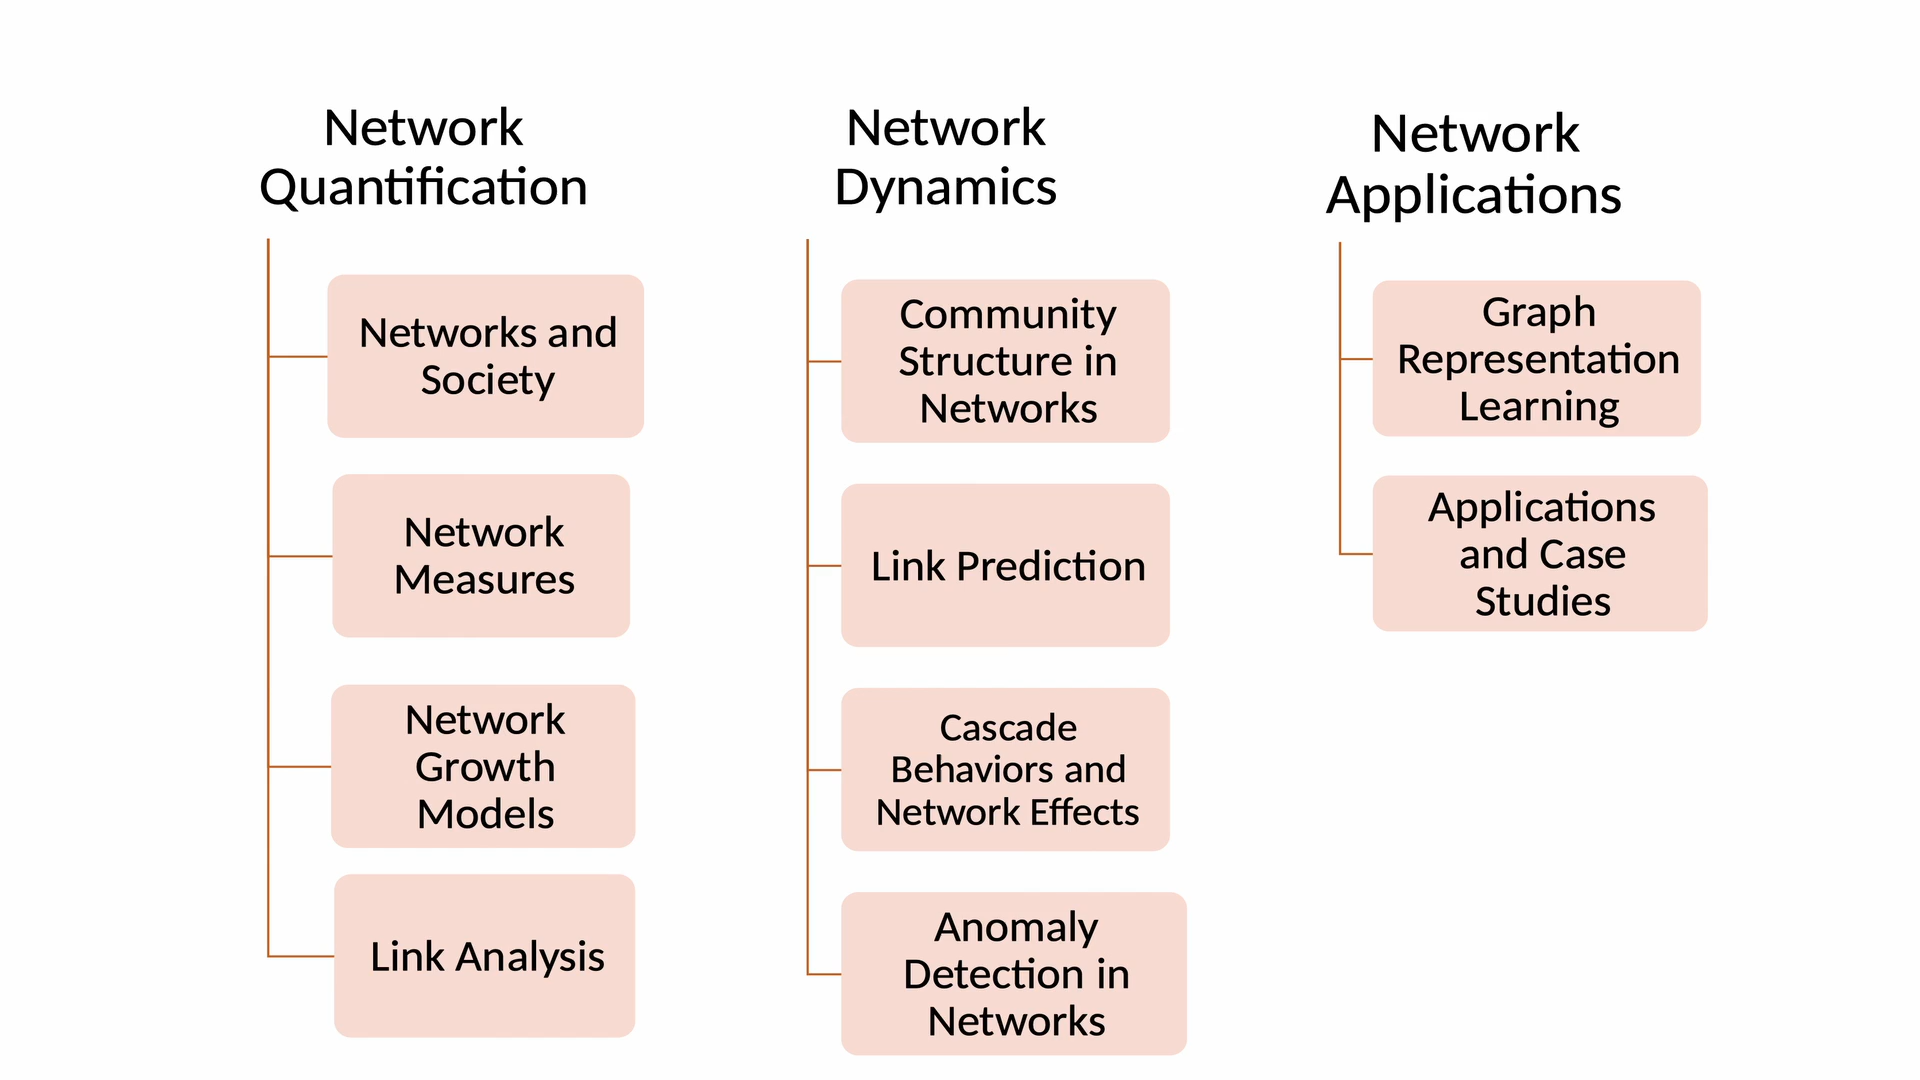 Network
Quantification
Networks and
Society
Network
Measures
Network
Growth
Models
Link Analysis
Network
Dynamics
Community
Structure in
Networks
Link Prediction
Cascade
Behaviors and
Network Effects
Anomaly
Detection in
Networks
Network
Applications
Graph
Representation
Learning
Applications
and Case
Studies